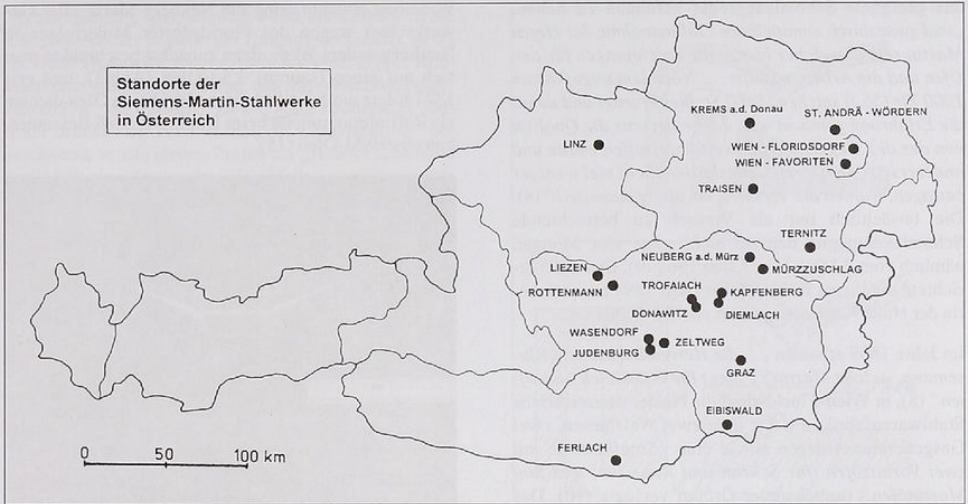 Standorte der
Siemens-Martin-Stahlwerke
in Österreich
KREMS a.d. Donau
ST. ANDRÄ - WÖRDERN
LINZ
WIEN - FLORIDSDORF
WIEN - FAVORITEN
TRAISEN
TERNITZ
NEUBERG a.d. Mürz
LIEZEN
MÜRZZUSCHLAG
ROTTENMANN
TROFAIACH
KAPFENBERG
DONAWITZ
DIEMLACH
WASENDORF
ZELTWEG
JUDENBURG
GRAZ
EIBISWALD
FERLACH
0 50 100 km